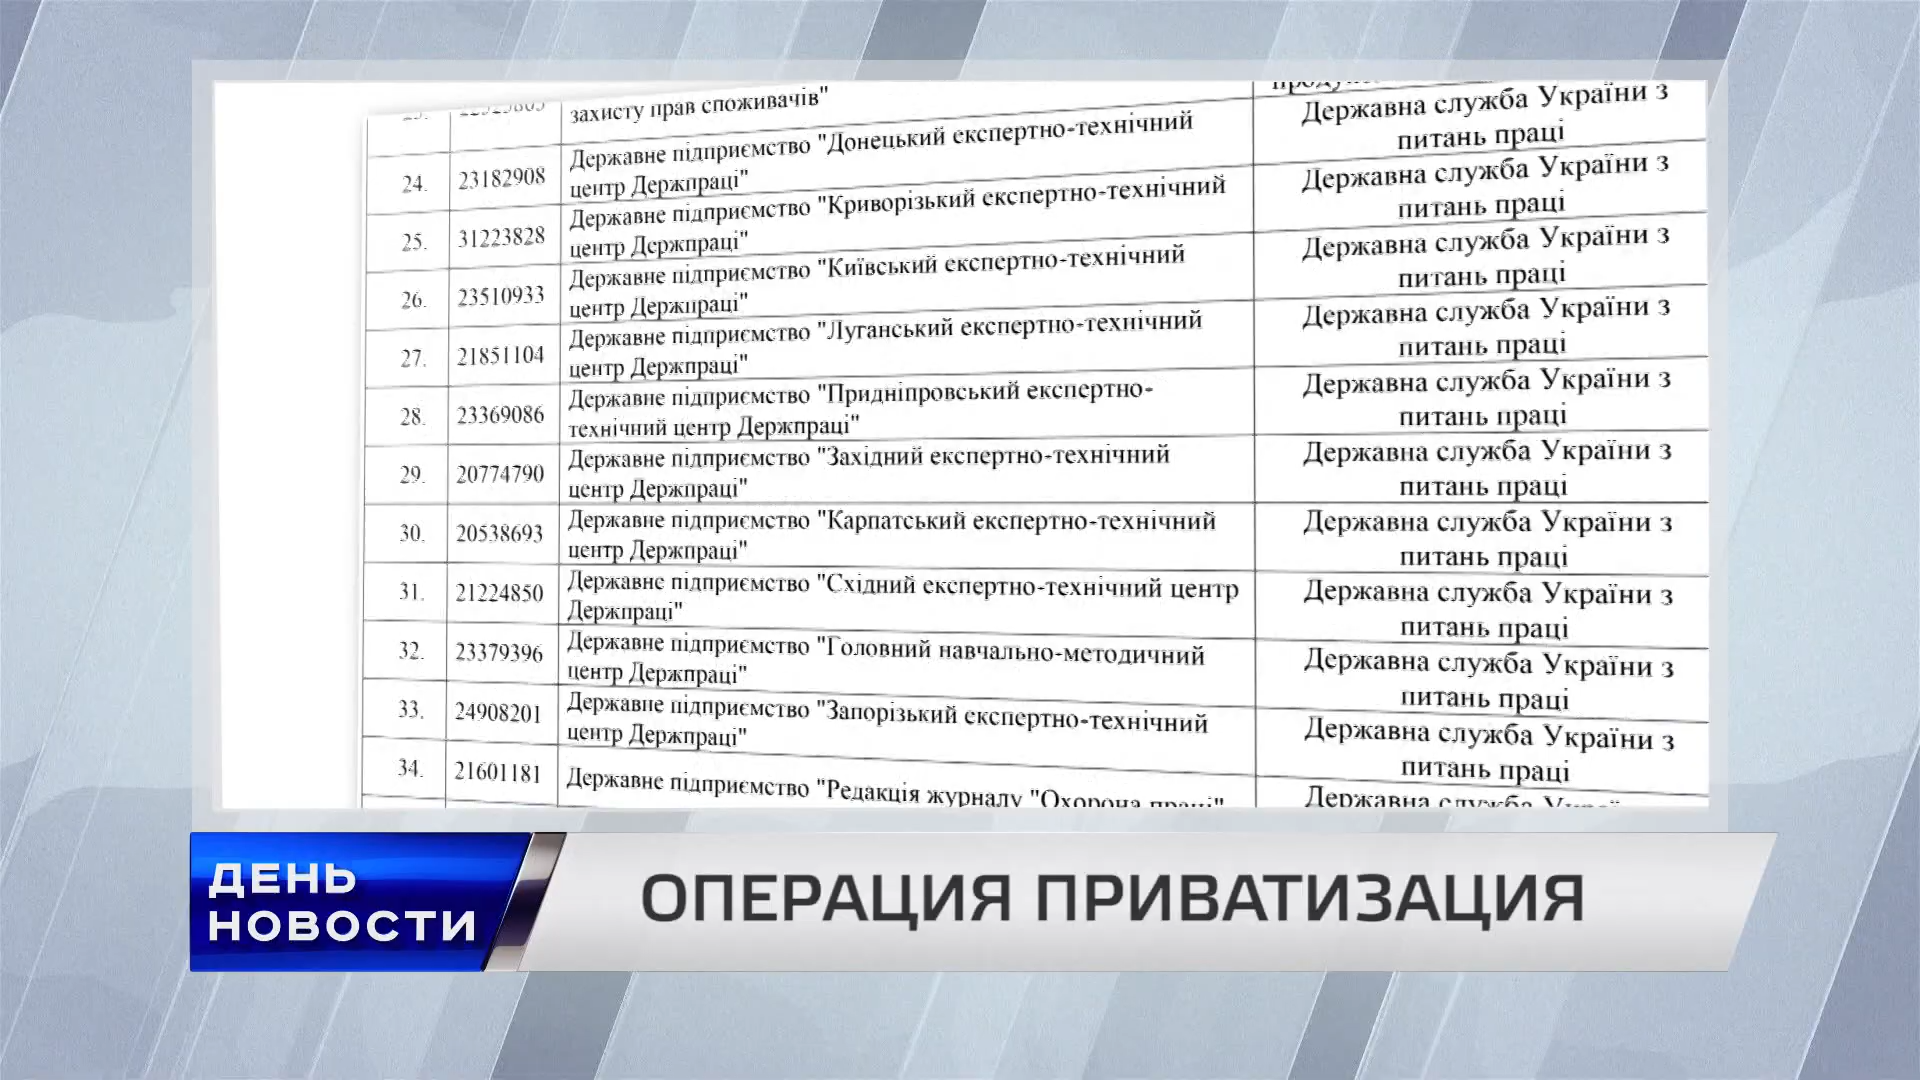 захисту прав споживачів"
Державна служба України з
питань праці
24. 23182908 Державне підприємство "Донецький експертно-технічний
центр Держпраці"
Державна служба України з
питань праці
25. 31223828 Державне підприємство "Криворізький експертно-технічний
центр Держпраці"
Державна служба України з
питань праці
26. 23510933 Державне підприємство "Київський експертно-технічний
центр Держпраці"
Державна служба України з
питань праці
27. 21851104 Державне підприємство "Луганський експертно-технічний
центр Держпраці"
Державна служба України з
питань праці
28. 23369086 Державне підприємство "Придніпровський експертно-
технічний центр Держпраці"
Державна служба України з
питань праці
29. 20774790 Державне підприємство "Західний експертно-технічний
центр Держпраці"
Державна служба України з
питань праці
30. 20538693 Державне підприємство "Карпатський експертно-технічний
центр Держпраці"
Державна служба України з
питань праці
31. 21224850 Державне підприємство "Східний експертно-технічний центр
Держпраці"
Державна служба України з
питань праці
32. 23379396 Державне підприємство "Головний навчально-методичний
центр Держпраці"
Державна служба України з
питань праці
33. 24908201 Державне підприємство "Запорізький експертно-технічний
центр Держпраці"
Державна служба України з
питань праці
34. 21601181 Державне підприємство "Редакція журналу "Охорона праці"
Державна служба
ДЕНЬ
НОВОСТИ
ОПЕРАЦИЯ ПРИВАТИЗАЦИЯ